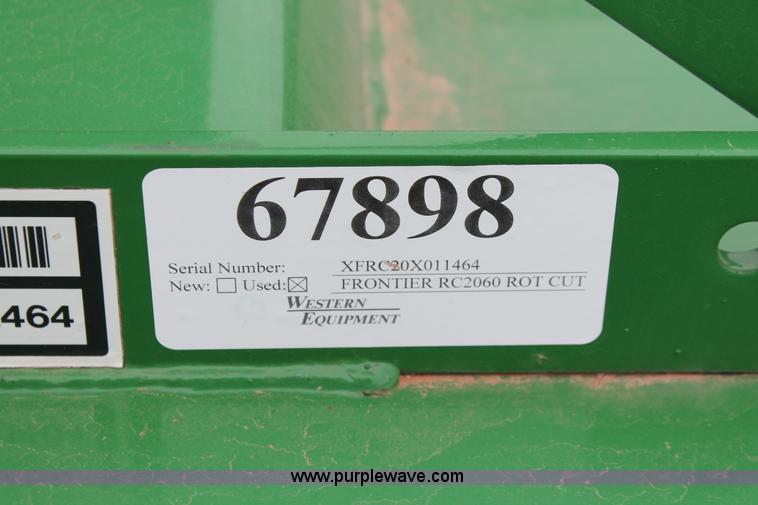 67898
Serial Number: XFRC20X011464
New: Used: FRONTIER RC2060 ROT CUT
WESTERN
EQUIPMENT
464
www.purplewave.com